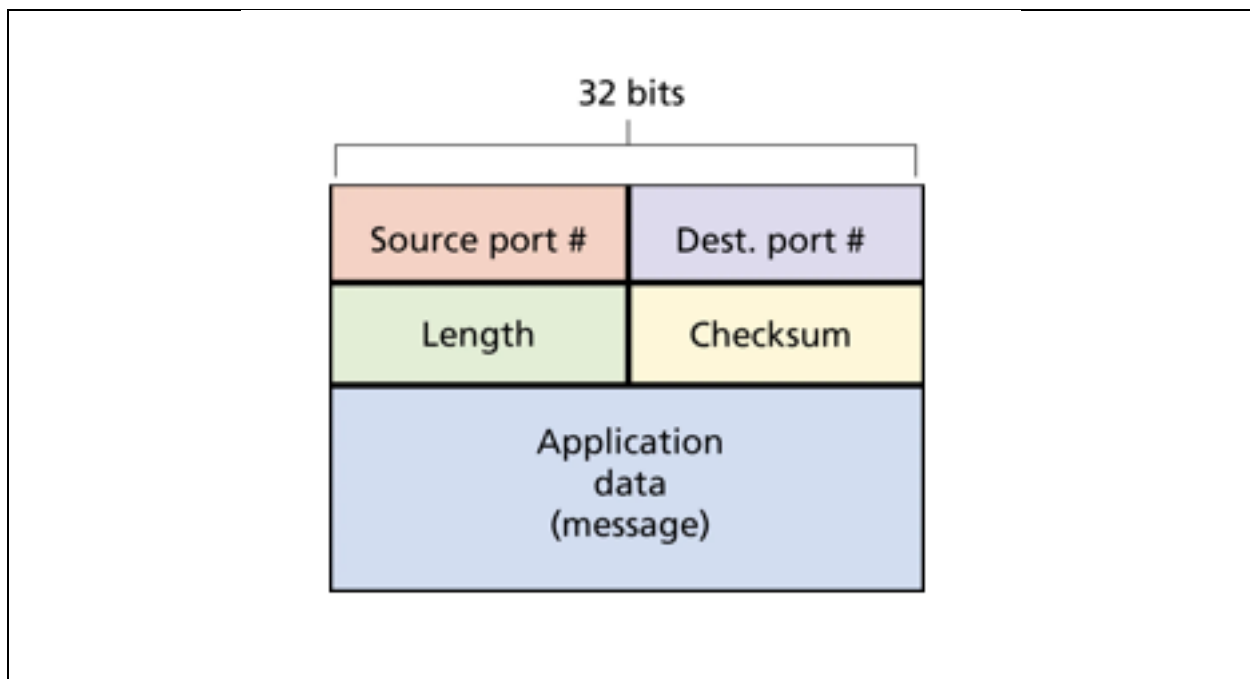 32 bits
Source port #
Dest. port #
Length
Checksum
Application
data
(message)